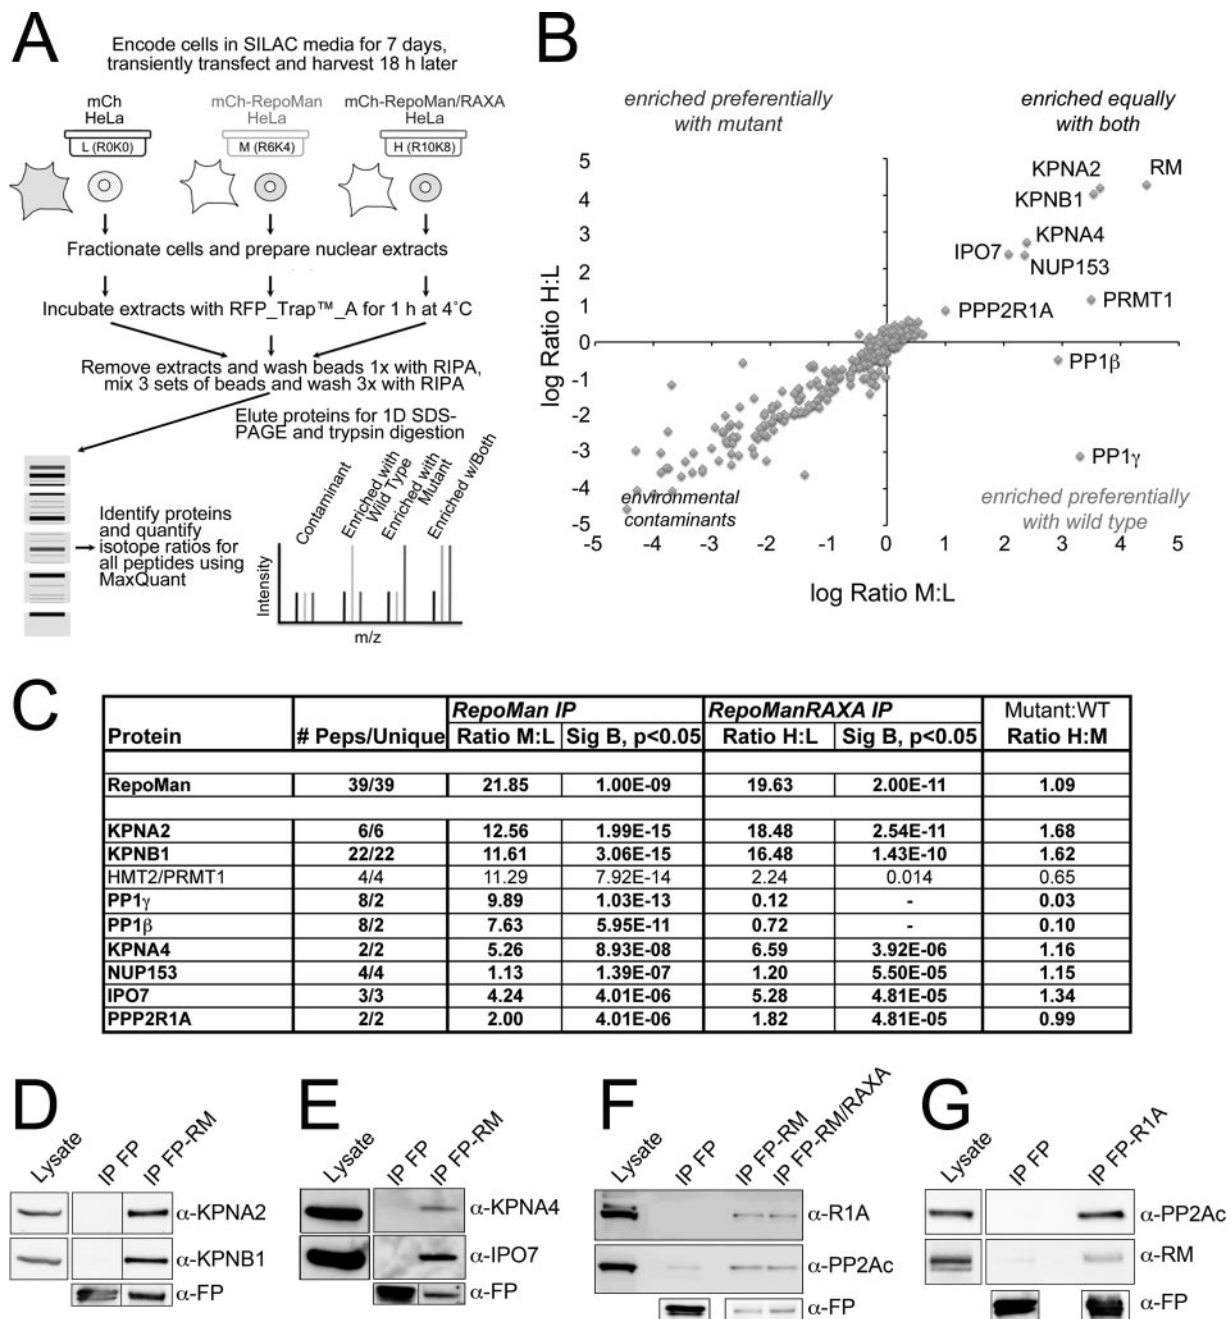 A
Encode cells in SILAC media for 7 days,
transiently transfect and harvest 18 h later
mCh
HeLa
L (R0K0)
mCh-RepoMan
HeLa
M (R6K4)
mCh-RepoMan/RAXA
HeLa
H (R10K8)
Fractionate cells and prepare nuclear extracts
Incubate extracts with RFP_Trap™_A for 1 h at 4˚C
Remove extracts and wash beads 1x with RIPA,
mix 3 sets of beads and wash 3x with RIPA
Elute proteins for 1D SDS-
PAGE and trypsin digestion
Identify proteins
and quantify
isotope ratios for
all peptides using
MaxQuant
Contaminant
Enriched with
Wild Type
Enriched with
Mutant
Enriched w/Both
Intensity
m/z
B
enriched preferentially
with mutant
enriched equally
with both
5
4
3
2
1
0
-1
-2
-3
-4
-5
log Ratio H:L
KPNA2
RM
KPNB1
KPNA4
IPO7
NUP153
PRMT1
PPP2R1A
PP1β
PP1γ
environmental
contaminants
enriched preferentially
with wild type
-5 -4 -3 -2 -1 0 1 2 3 4 5
log Ratio M:L
C
RepoMan IP RepoManRAXA IP Mutant:WT
Protein # Peps/Unique Ratio M:L Sig B, p<0.05 Ratio H:L Sig B, p<0.05 Ratio H:M
RepoMan 39/39 21.85 1.00E-09 19.63 2.00E-11 1.09
KPNA2 6/6 12.56 1.99E-15 18.48 2.54E-11 1.68
KPNB1 22/22 11.61 3.06E-15 16.48 1.43E-10 1.62
HMT2/PRMT1 4/4 11.29 7.92E-14 2.24 0.014 0.65
PP1γ 8/2 9.89 1.03E-13 0.12 - 0.03
PP1β 8/2 7.63 5.95E-11 0.72 - 0.10
KPNA4 2/2 5.26 8.93E-08 6.59 3.92E-06 1.16
NUP153 4/4 1.13 1.39E-07 1.20 5.50E-05 1.15
IPO7 3/3 4.24 4.01E-06 5.28 4.81E-05 1.34
PPP2R1A 2/2 2.00 4.01E-06 1.82 4.81E-05 0.99
D
Lysate
IP FP
IP FP-RM
α-KPNA2
α-KPNB1
α-FP
E
Lysate
IP FP
IP FP-RM
α-KPNA4
α-IPO7
α-FP
F
Lysate
IP FP
IP FP-RM
IP FP-RM/RAXA
α-R1A
α-PP2Ac
α-FP
G
Lysate
IP FP
IP FP-R1A
α-PP2Ac
α-RM
α-FP